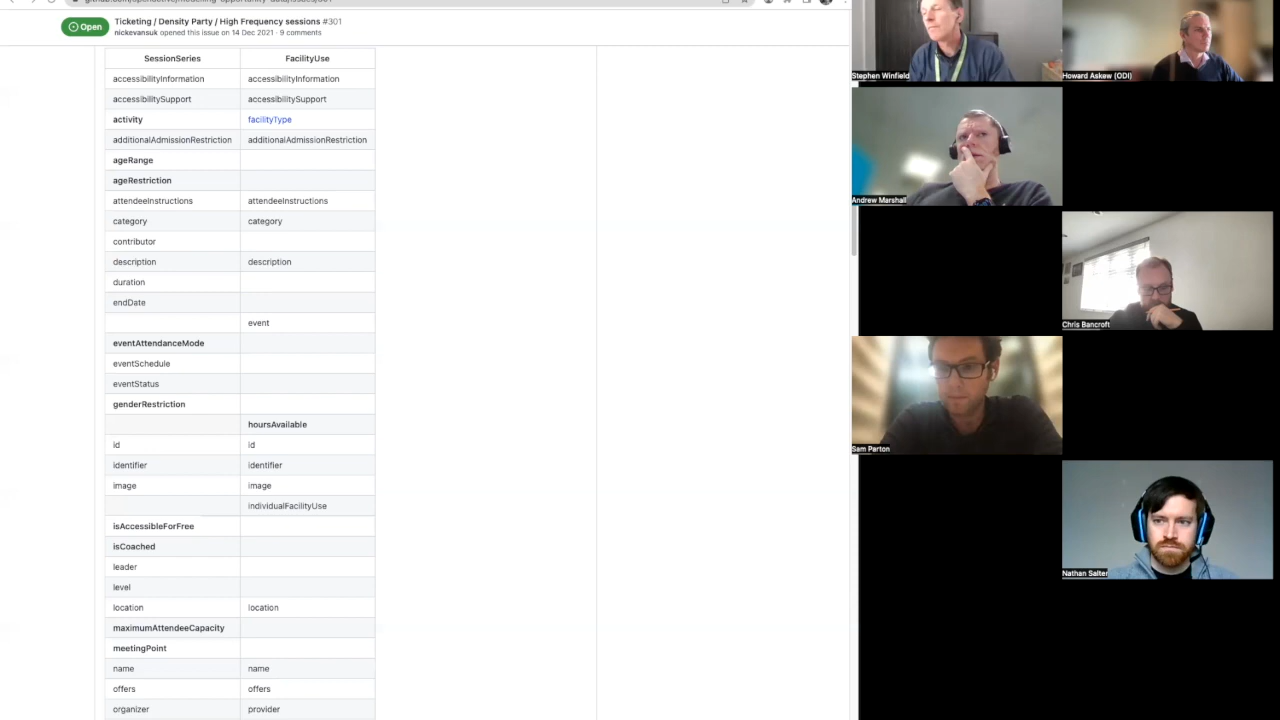 Open
Ticketing / Density Party / High Frequency sessions #301
nickevansuk opened this issue on 14 Dec 2021 · 9 comments
SessionSeries FacilityUse
accessibilityInformation accessibilityInformation
accessibilitySupport accessibilitySupport
activity facilityType
additionalAdmissionRestriction additionalAdmissionRestriction
ageRange
ageRestriction
attendeeInstructions attendeeInstructions
category category
contributor
description description
duration
endDate
event
eventAttendanceMode
eventSchedule
eventStatus
genderRestriction
hoursAvailable
id id
identifier identifier
image image
individualFacilityUse
isAccessibleForFree
isCoached
leader
level
location location
maximumAttendeeCapacity
meetingPoint
name name
offers offers
organizer provider
Stephen Winfield
Howard Askew (ODI)
Andrew Marshall
Chris Bancroft
Sam Parton
Nathan Salter